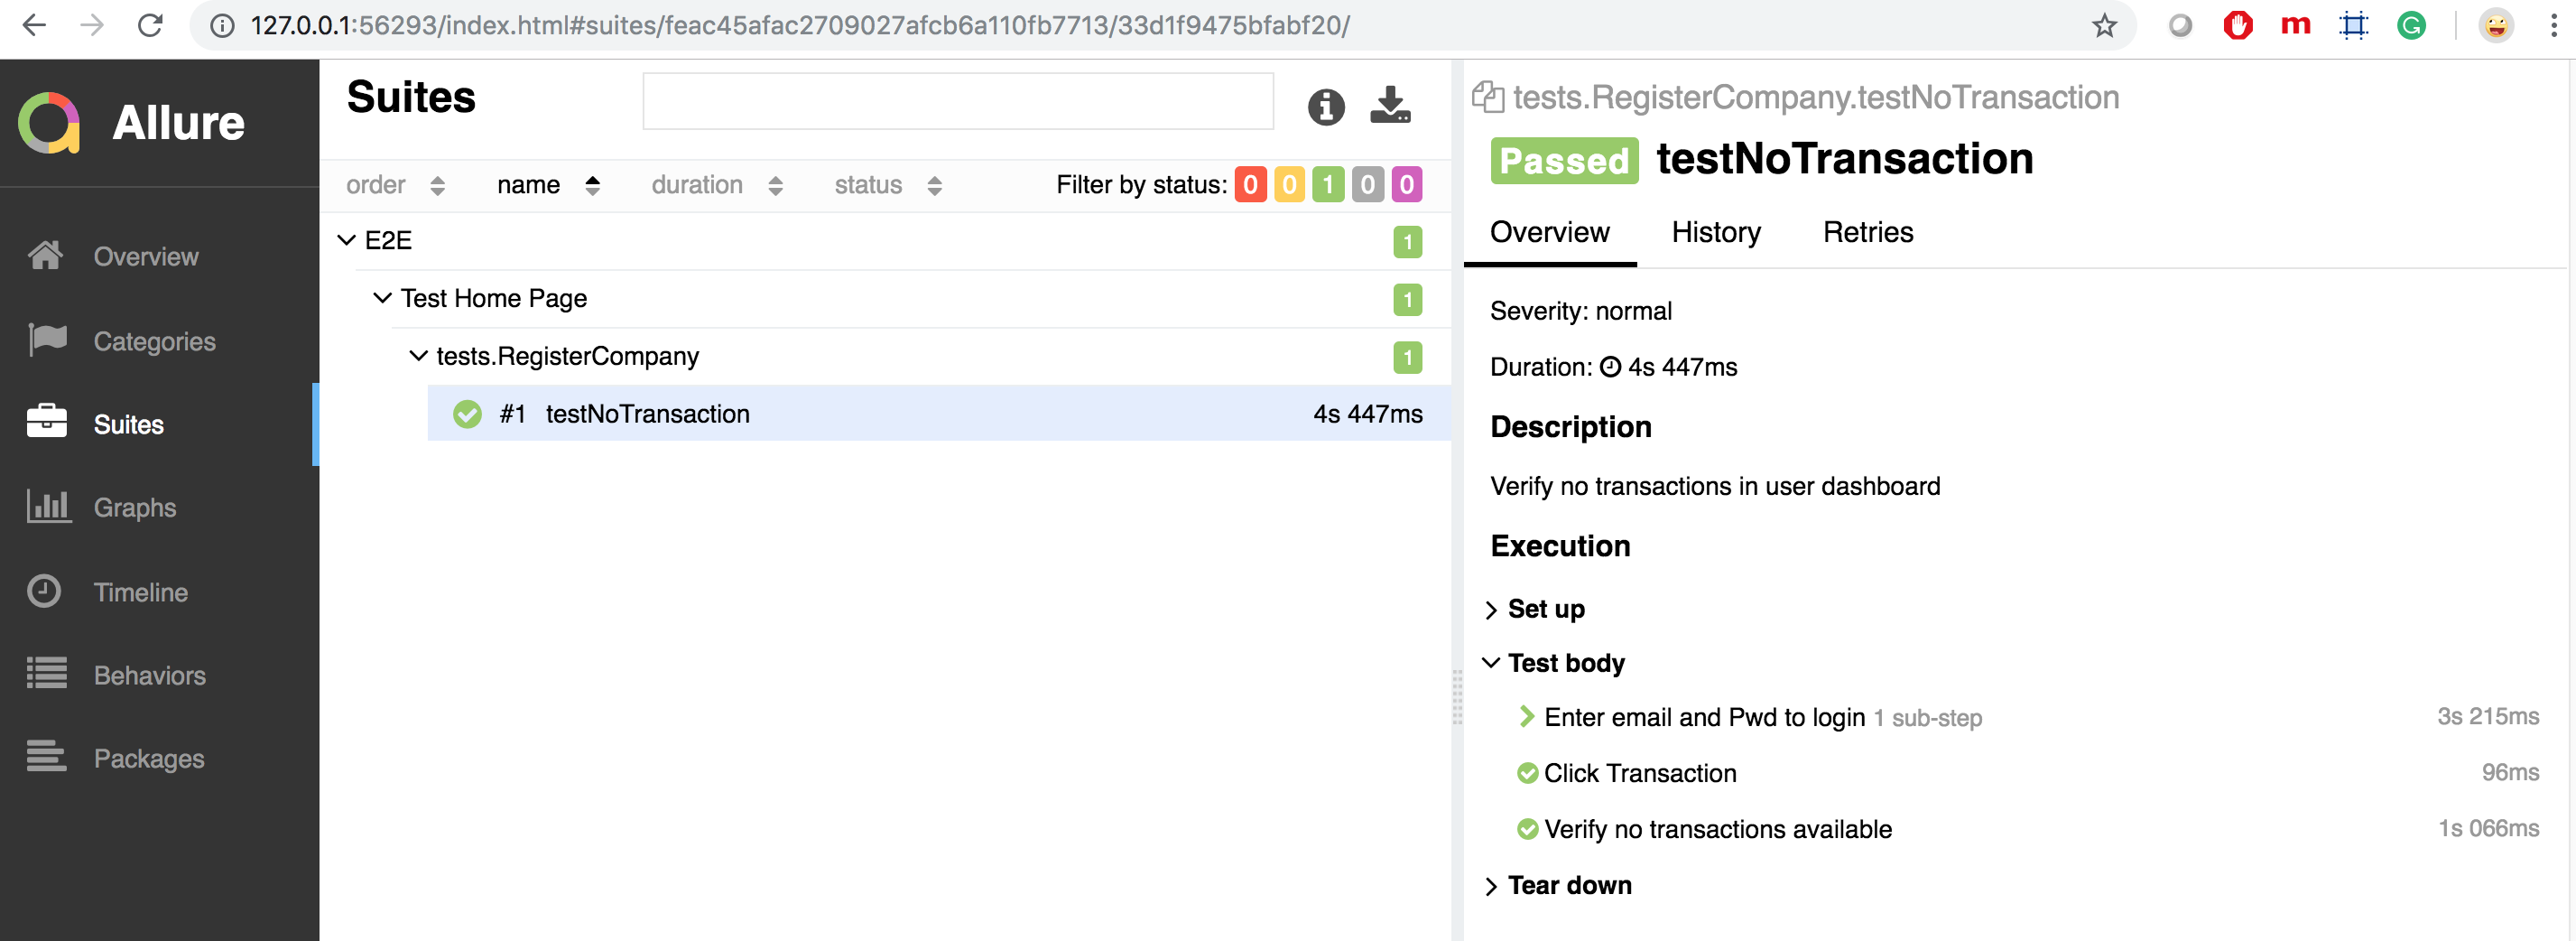 127.0.0.1:56293/index.html#suites/feac45afac2709027afcb6a110fb7713/33d1f9475bfabf20/
m
G
Allure
Overview
Categories
Suites
Graphs
Timeline
Behaviors
Packages
Suites
order name duration status Filter by status: 0 0 1 0 0
E2E 1
Test Home Page 1
tests.RegisterCompany 1
#1 testNoTransaction 4s 447ms
tests.RegisterCompany.testNoTransaction
Passed testNoTransaction
Overview History Retries
Severity: normal
Duration: 4s 447ms
Description
Verify no transactions in user dashboard
Execution
Set up
Test body
Enter email and Pwd to login 1 sub-step 3s 215ms
Click Transaction 96ms
Verify no transactions available 1s 066ms
Tear down